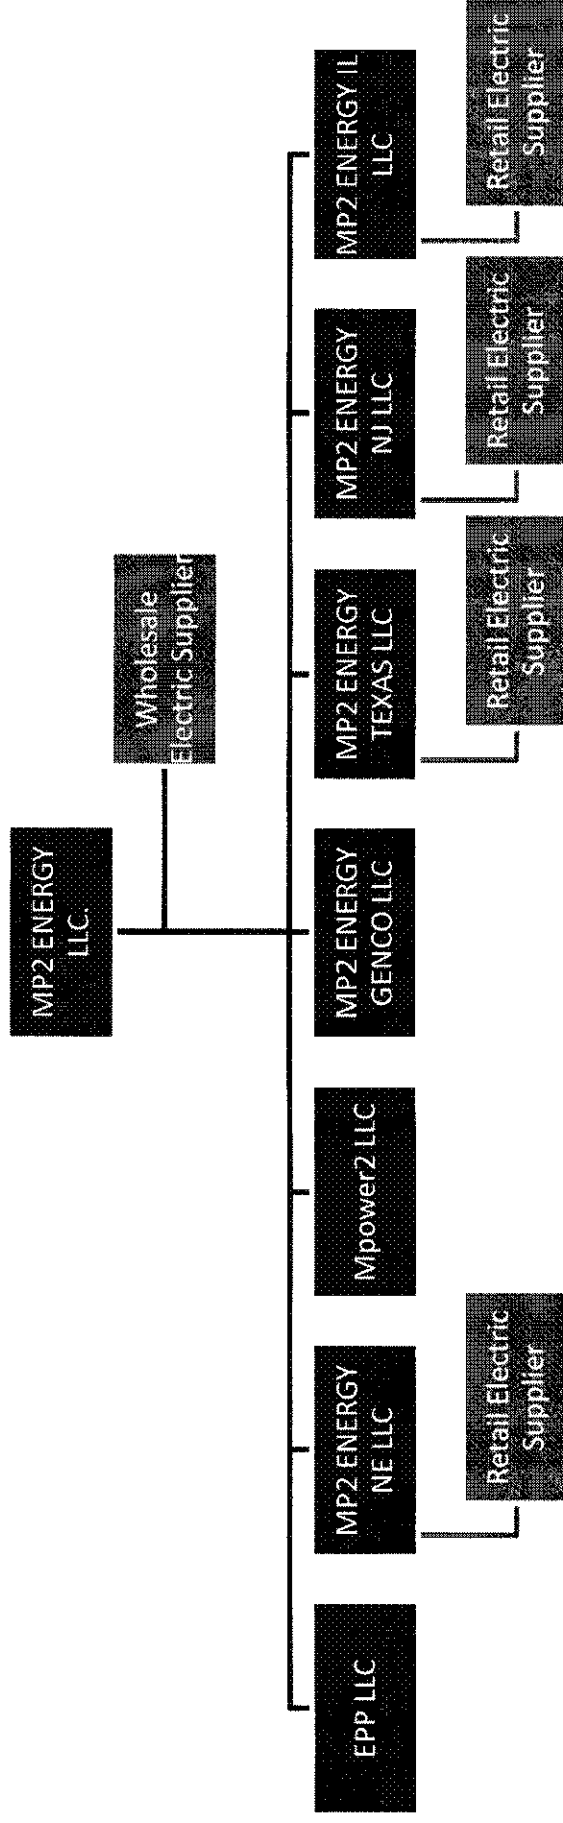 MP2 ENERGY
LLC.
Wholesale
Electric Supplier
EPP LLC
MP2 ENERGY
NE LLC
Retail Electric
Supplier
Mpower2 LLC
MP2 ENERGY
GENCO LLC
MP2 ENERGY
TEXAS LLC
Retail Electric
Supplier
MP2 ENERGY
NJ LLC
Retail Electric
Supplier
MP2 ENERGY IL
LLC
Retail Electric
Supplier